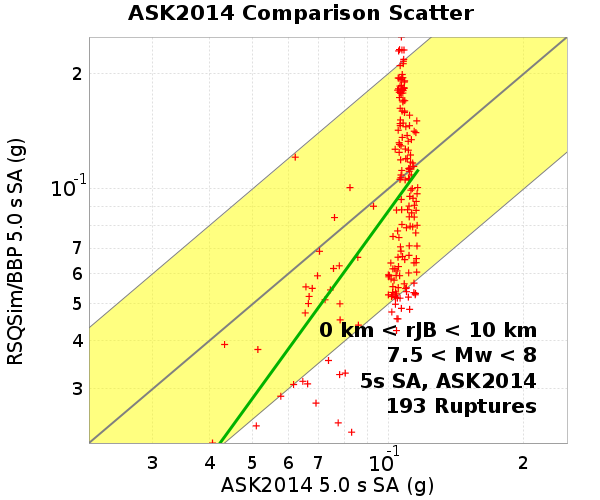 ASK2014 Comparison Scatter
RSQSim/BBP 5.0 s SA (g)
2
10⁻¹
7
6
5
4
3
0 km < rJB < 10 km
7.5 < Mw < 8
5s SA, ASK2014
193 Ruptures
3 4 5 6 7 10⁻¹ 2
ASK2014 5.0 s SA (g)